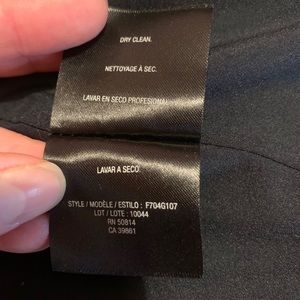 DRY CLEAN.
NETTOYAGE À SEC.
LAVAR EN SECO PROFESIONAL
LAVAR A SECO.
STYLE / MODÈLE / ESTILO : F704G107
LOT / LOTE : 10044
RN 50814
CA 39861